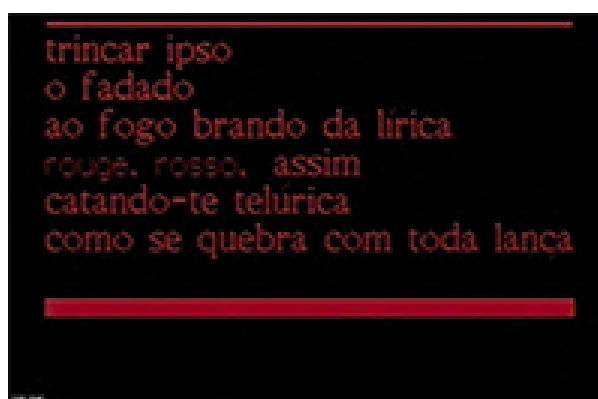 trincar ipso
o fadado
ao fogo brando da lírica
rouge. rosso. assim
catando-te telúrica
como se quebra com toda lança